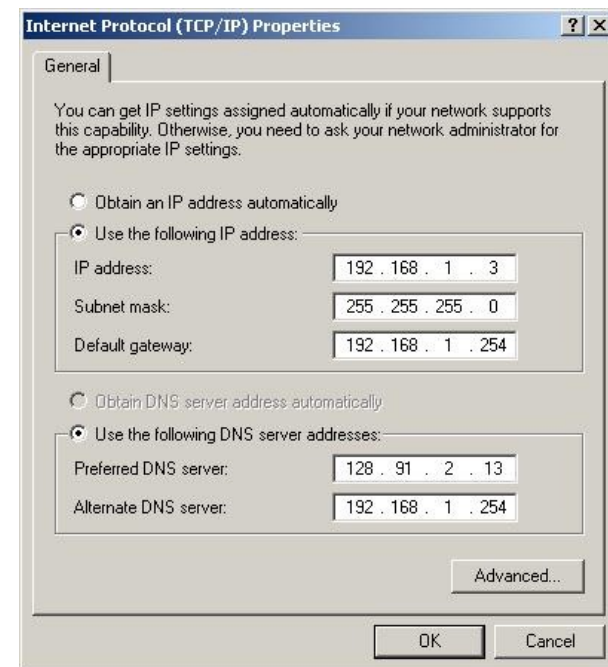 Internet Protocol (TCP/IP) Properties
General
You can get IP settings assigned automatically if your network supports
this capability. Otherwise, you need to ask your network administrator for
the appropriate IP settings.
Obtain an IP address automatically
Use the following IP address:
IP address: 192 . 168 . 1 . 3
Subnet mask: 255 . 255 . 255 . 0
Default gateway: 192 . 168 . 1 . 254
Obtain DNS server address automatically
Use the following DNS server addresses:
Preferred DNS server: 128 . 91 . 2 . 13
Alternate DNS server: 192 . 168 . 1 . 254
Advanced...
OK Cancel